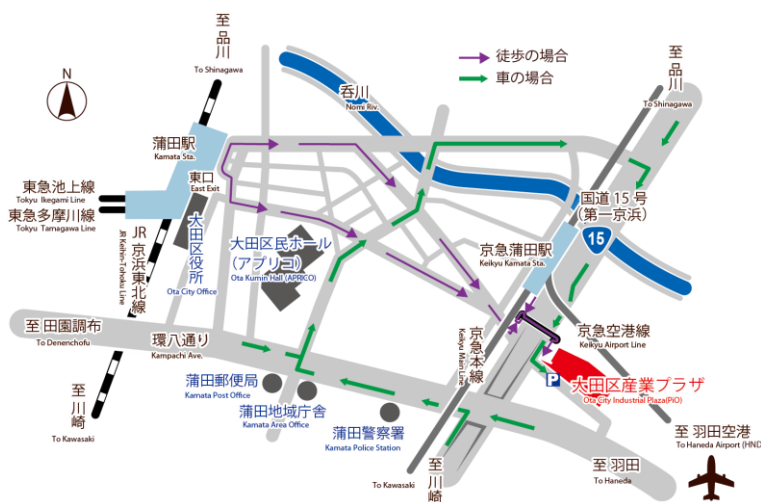 至品川
To Shinagawa
N
徒歩の場合
車の場合
至品川
To Shinagawa
呑川
Nomi Riv.
蒲田駅
Kamata Sta.
東口
East Exit
東急池上線
Tokyu Ikegami Line
東急多摩川線
Tokyu Tamagawa Line
JR京浜東北線
JR Keihin-Tohoku Line
大田区役所
Ota City Office
大田区民ホール
（アプリコ）
Ota Kumin Hall (APRICO)
国道15号
（第一京浜）
15
京急蒲田駅
Keikyu Kamata Sta.
至 田園調布
To Denenchofu
環八通り
Kampachi Ave.
京急本線
Keikyu Main Line
京急空港線
Keikyu Airport Line
P
大田区産業プラザ
Ota City Industrial Plaza(PiO)
蒲田郵便局
Kamata Post Office
蒲田地域庁舎
Kamata Area Office
蒲田警察署
Kamata Police Station
至川崎
To Kawasaki
至川崎
To Kawasaki
至 羽田
To Haneda
至 羽田空港
To Haneda Airport (HND